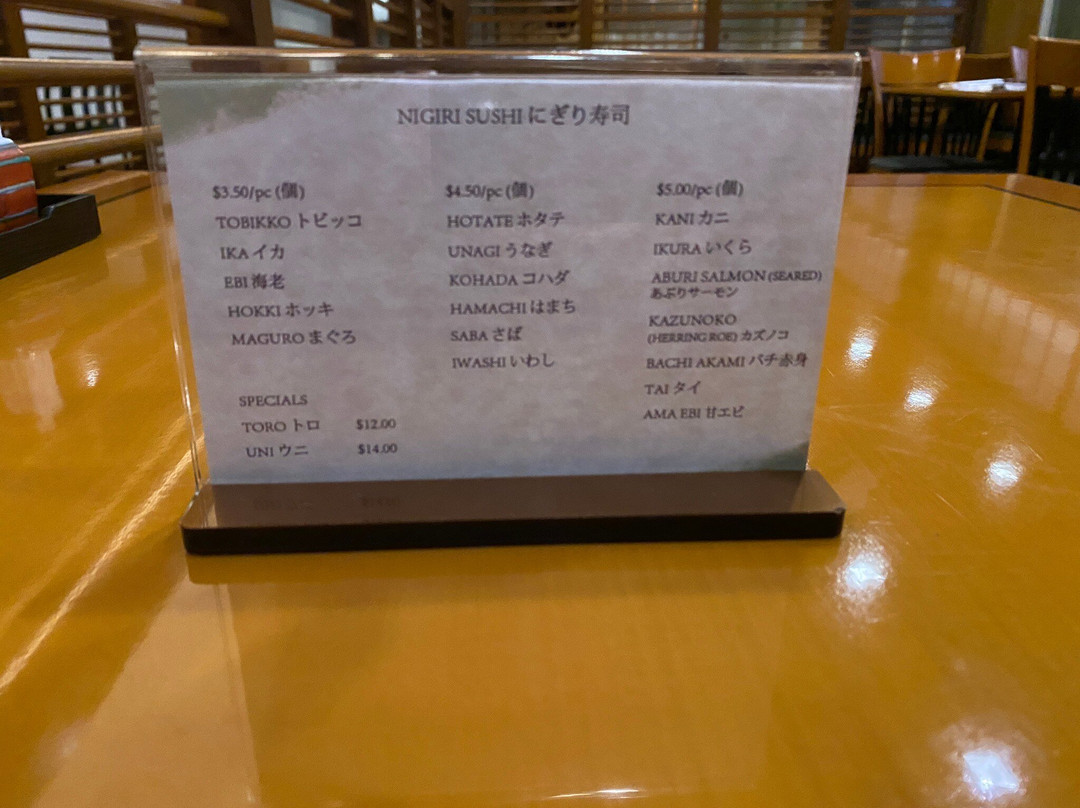 NIGIRI SUSHI にぎり寿司
$3.50/pc (個)
TOBIKKO トビッコ
IKA イカ
EBI 海老
HOKKI ホッキ
MAGURO まぐろ
SPECIALS
TORO トロ $12.00
UNI ウニ $14.00
$4.50/pc (個)
HOTATE ホタテ
UNAGI うなぎ
KOHADA コハダ
HAMACHI はまち
SABA さば
IWASHI いわし
$5.00/pc (個)
KANI カニ
IKURA いくら
ABURI SALMON (SEARED)
あぶりサーモン
KAZUNOKO
(HERRING ROE) カズノコ
BACHI AKAMI バチ赤身
TAI タイ
AMA EBI 甘エビ